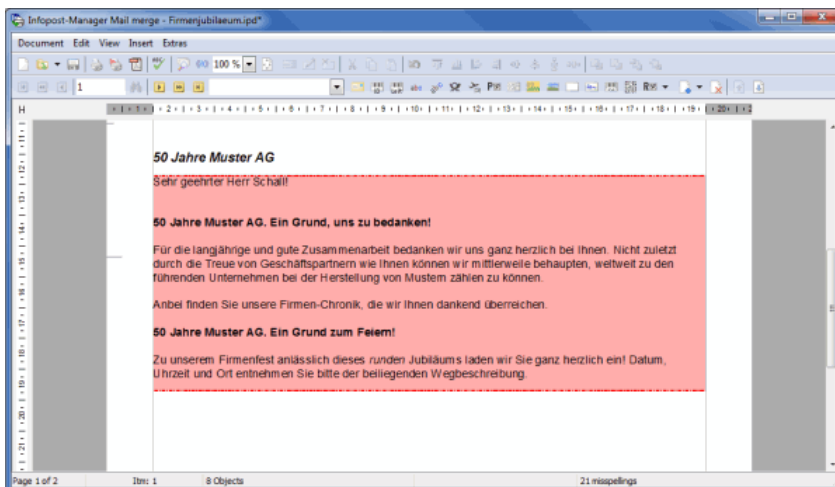 Infopost-Manager Mail merge - Firmenjubilaeum.ipd*
Document Edit View Insert Extras
100 %
1
50 Jahre Muster AG
Sehr geehrter Herr Schall!
50 Jahre Muster AG. Ein Grund, uns zu bedanken!
Für die langjährige und gute Zusammenarbeit bedanken wir uns ganz herzlich bei Ihnen. Nicht zuletzt
durch die Treue von Geschäftspartnern wie Ihnen können wir mittlerweile behaupten, weltweit zu den
führenden Unternehmen bei der Herstellung von Mustern zählen zu können.
Anbei finden Sie unsere Firmen-Chronik, die wir Ihnen dankend überreichen.
50 Jahre Muster AG. Ein Grund zum Feiern!
Zu unserem Firmenfest anlässlich dieses runden Jubiläums laden wir Sie ganz herzlich ein! Datum,
Uhrzeit und Ort entnehmen Sie bitte der beiliegenden Wegbeschreibung.
Page 1 of 2 Itm: 1 8 Objects 21 misspellings